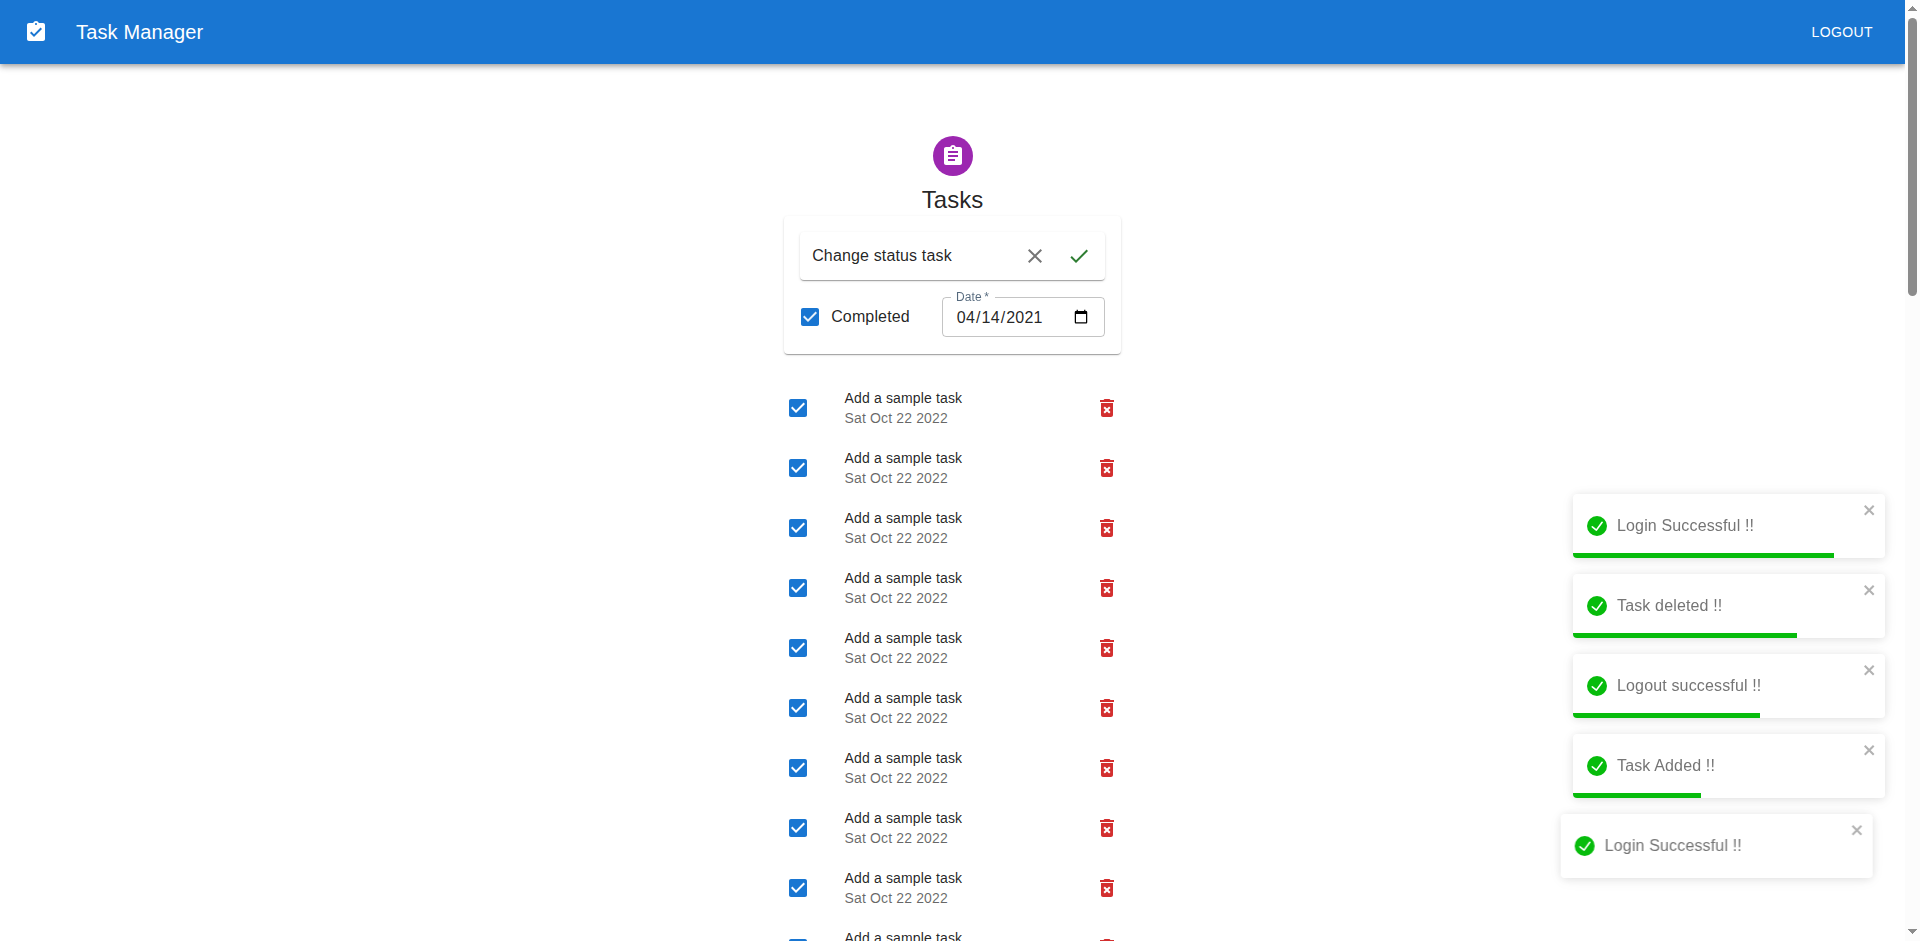 Task Manager
LOGOUT
Tasks
Change status task
Date *
Completed
04/14/2021
Add a sample task
Sat Oct 22 2022
Add a sample task
Sat Oct 22 2022
Add a sample task
Sat Oct 22 2022
Add a sample task
Sat Oct 22 2022
Add a sample task
Sat Oct 22 2022
Add a sample task
Sat Oct 22 2022
Add a sample task
Sat Oct 22 2022
Add a sample task
Sat Oct 22 2022
Add a sample task
Sat Oct 22 2022
Add a sample task
Login Successful !!
Task deleted !!
Logout successful !!
Task Added !!
Login Successful !!